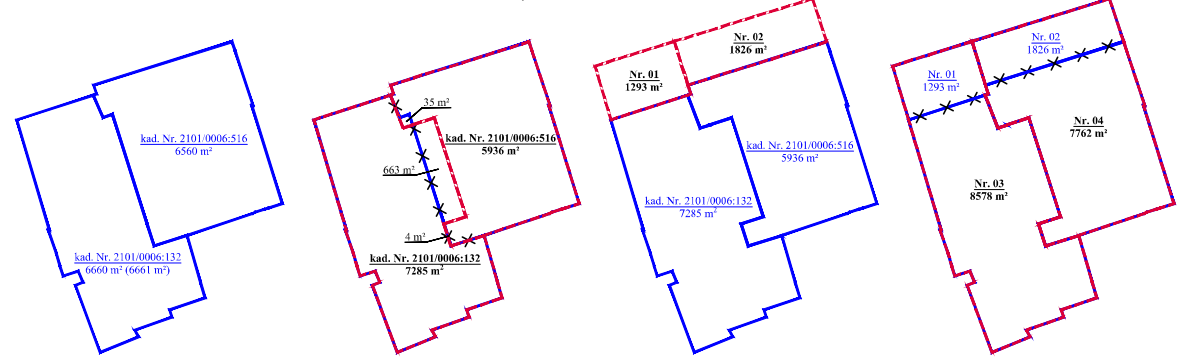 kad. Nr. 2101/0006:516
6560 m²
kad. Nr. 2101/0006:132
6660 m² (6661 m²)
35 m²
kad. Nr. 2101/0006:516
5936 m²
663 m²
4 m²
kad. Nr. 2101/0006:132
7285 m²
Nr. 02
1826 m²
Nr. 01
1293 m²
kad. Nr. 2101/0006:516
5936 m²
kad. Nr. 2101/0006:132
7285 m²
Nr. 02
1826 m²
Nr. 01
1293 m²
Nr. 04
7762 m²
Nr. 03
8578 m²